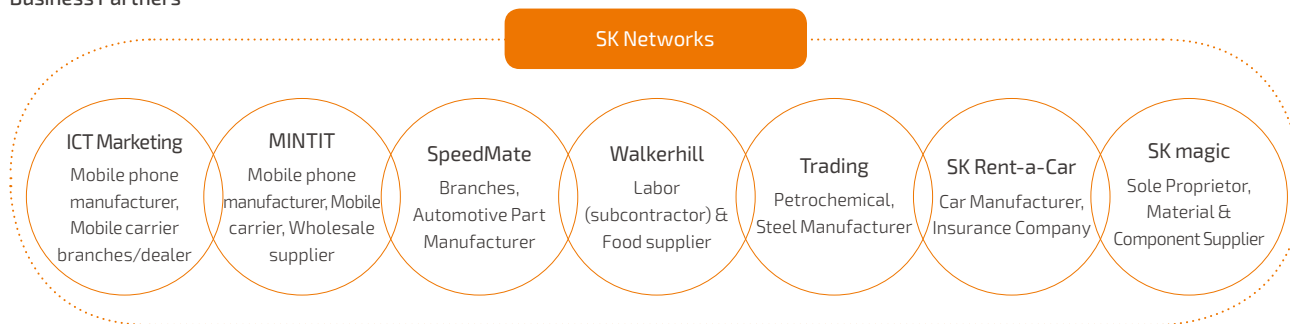 Business Partners
SK Networks
ICT Marketing
Mobile phone
manufacturer,
Mobile carrier
branches/dealer
MINTIT
Mobile phone
manufacturer, Mobile
carrier, Wholesale
supplier
SpeedMate
Branches,
Automotive Part
Manufacturer
Walkerhill
Labor
(subcontractor) &
Food supplier
Trading
Petrochemical,
Steel Manufacturer
SK Rent-a-Car
Car Manufacturer,
Insurance Company
SK magic
Sole Proprietor,
Material &
Component Supplier